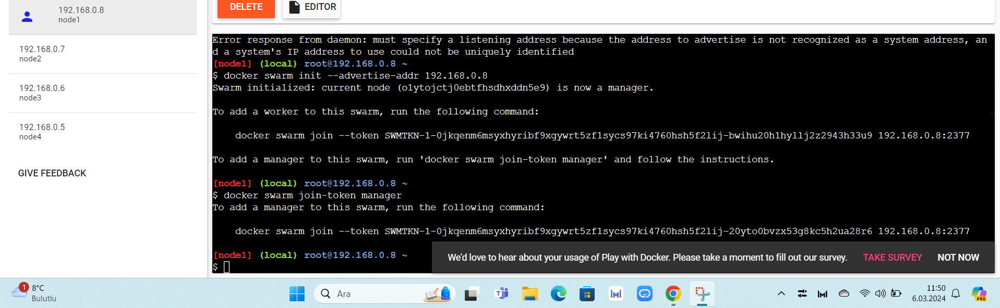 192.168.0.8
node1
192.168.0.7
node2
192.168.0.6
node3
192.168.0.5
node4
GIVE FEEDBACK
DELETE
EDITOR
Error response from daemon: must specify a listening address because the address to advertise is not recognized as a system address, an
d a system's IP address to use could not be uniquely identified
[node1] (local) root@192.168.0.8 ~
$ docker swarm init --advertise-addr 192.168.0.8
Swarm initialized: current node (o1ytojctj0ebtfhsdhxddn5e9) is now a manager.
To add a worker to this swarm, run the following command:
docker swarm join --token SWMTKN-1-0jkqenm6msyxhyribf9xgywrt5zf1sycs97ki4760hsh5f2lij-bwihu20h1hyllj2z2943h33u9 192.168.0.8:2377
To add a manager to this swarm, run 'docker swarm join-token manager' and follow the instructions.
[node1] (local) root@192.168.0.8 ~
$ docker swarm join-token manager
To add a manager to this swarm, run the following command:
docker swarm join --token SWMTKN-1-0jkqenm6msyxhyribf9xgywrt5zf1sycs97ki4760hsh5f2lij-20yto0bvzx53g8kc5h2ua28r6 192.168.0.8:2377
[node1] (local) root@192.168.0.8 ~
$
We'd love to hear about your usage of Play with Docker. Please take a moment to fill out our survey. TAKE SURVEY NOT NOW
1
8°C
Bulutlu
Ara
11:50
6.03.2024
PRE